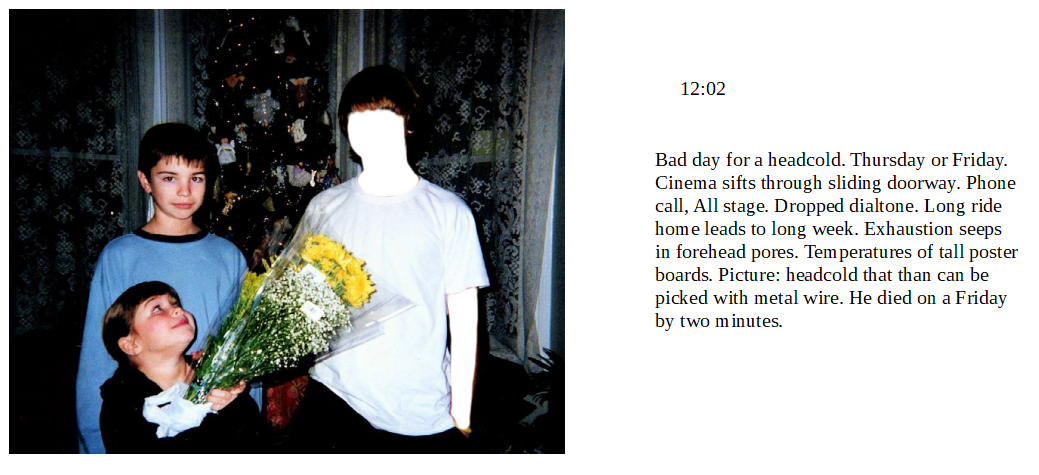 12:02
Bad day for a headcold. Thursday or Friday.
Cinema sifts through sliding doorway. Phone
call, All stage. Dropped dialtone. Long ride
home leads to long week. Exhaustion seeps
in forehead pores. Temperatures of tall poster
boards. Picture: headcold that than can be
picked with metal wire. He died on a Friday
by two minutes.